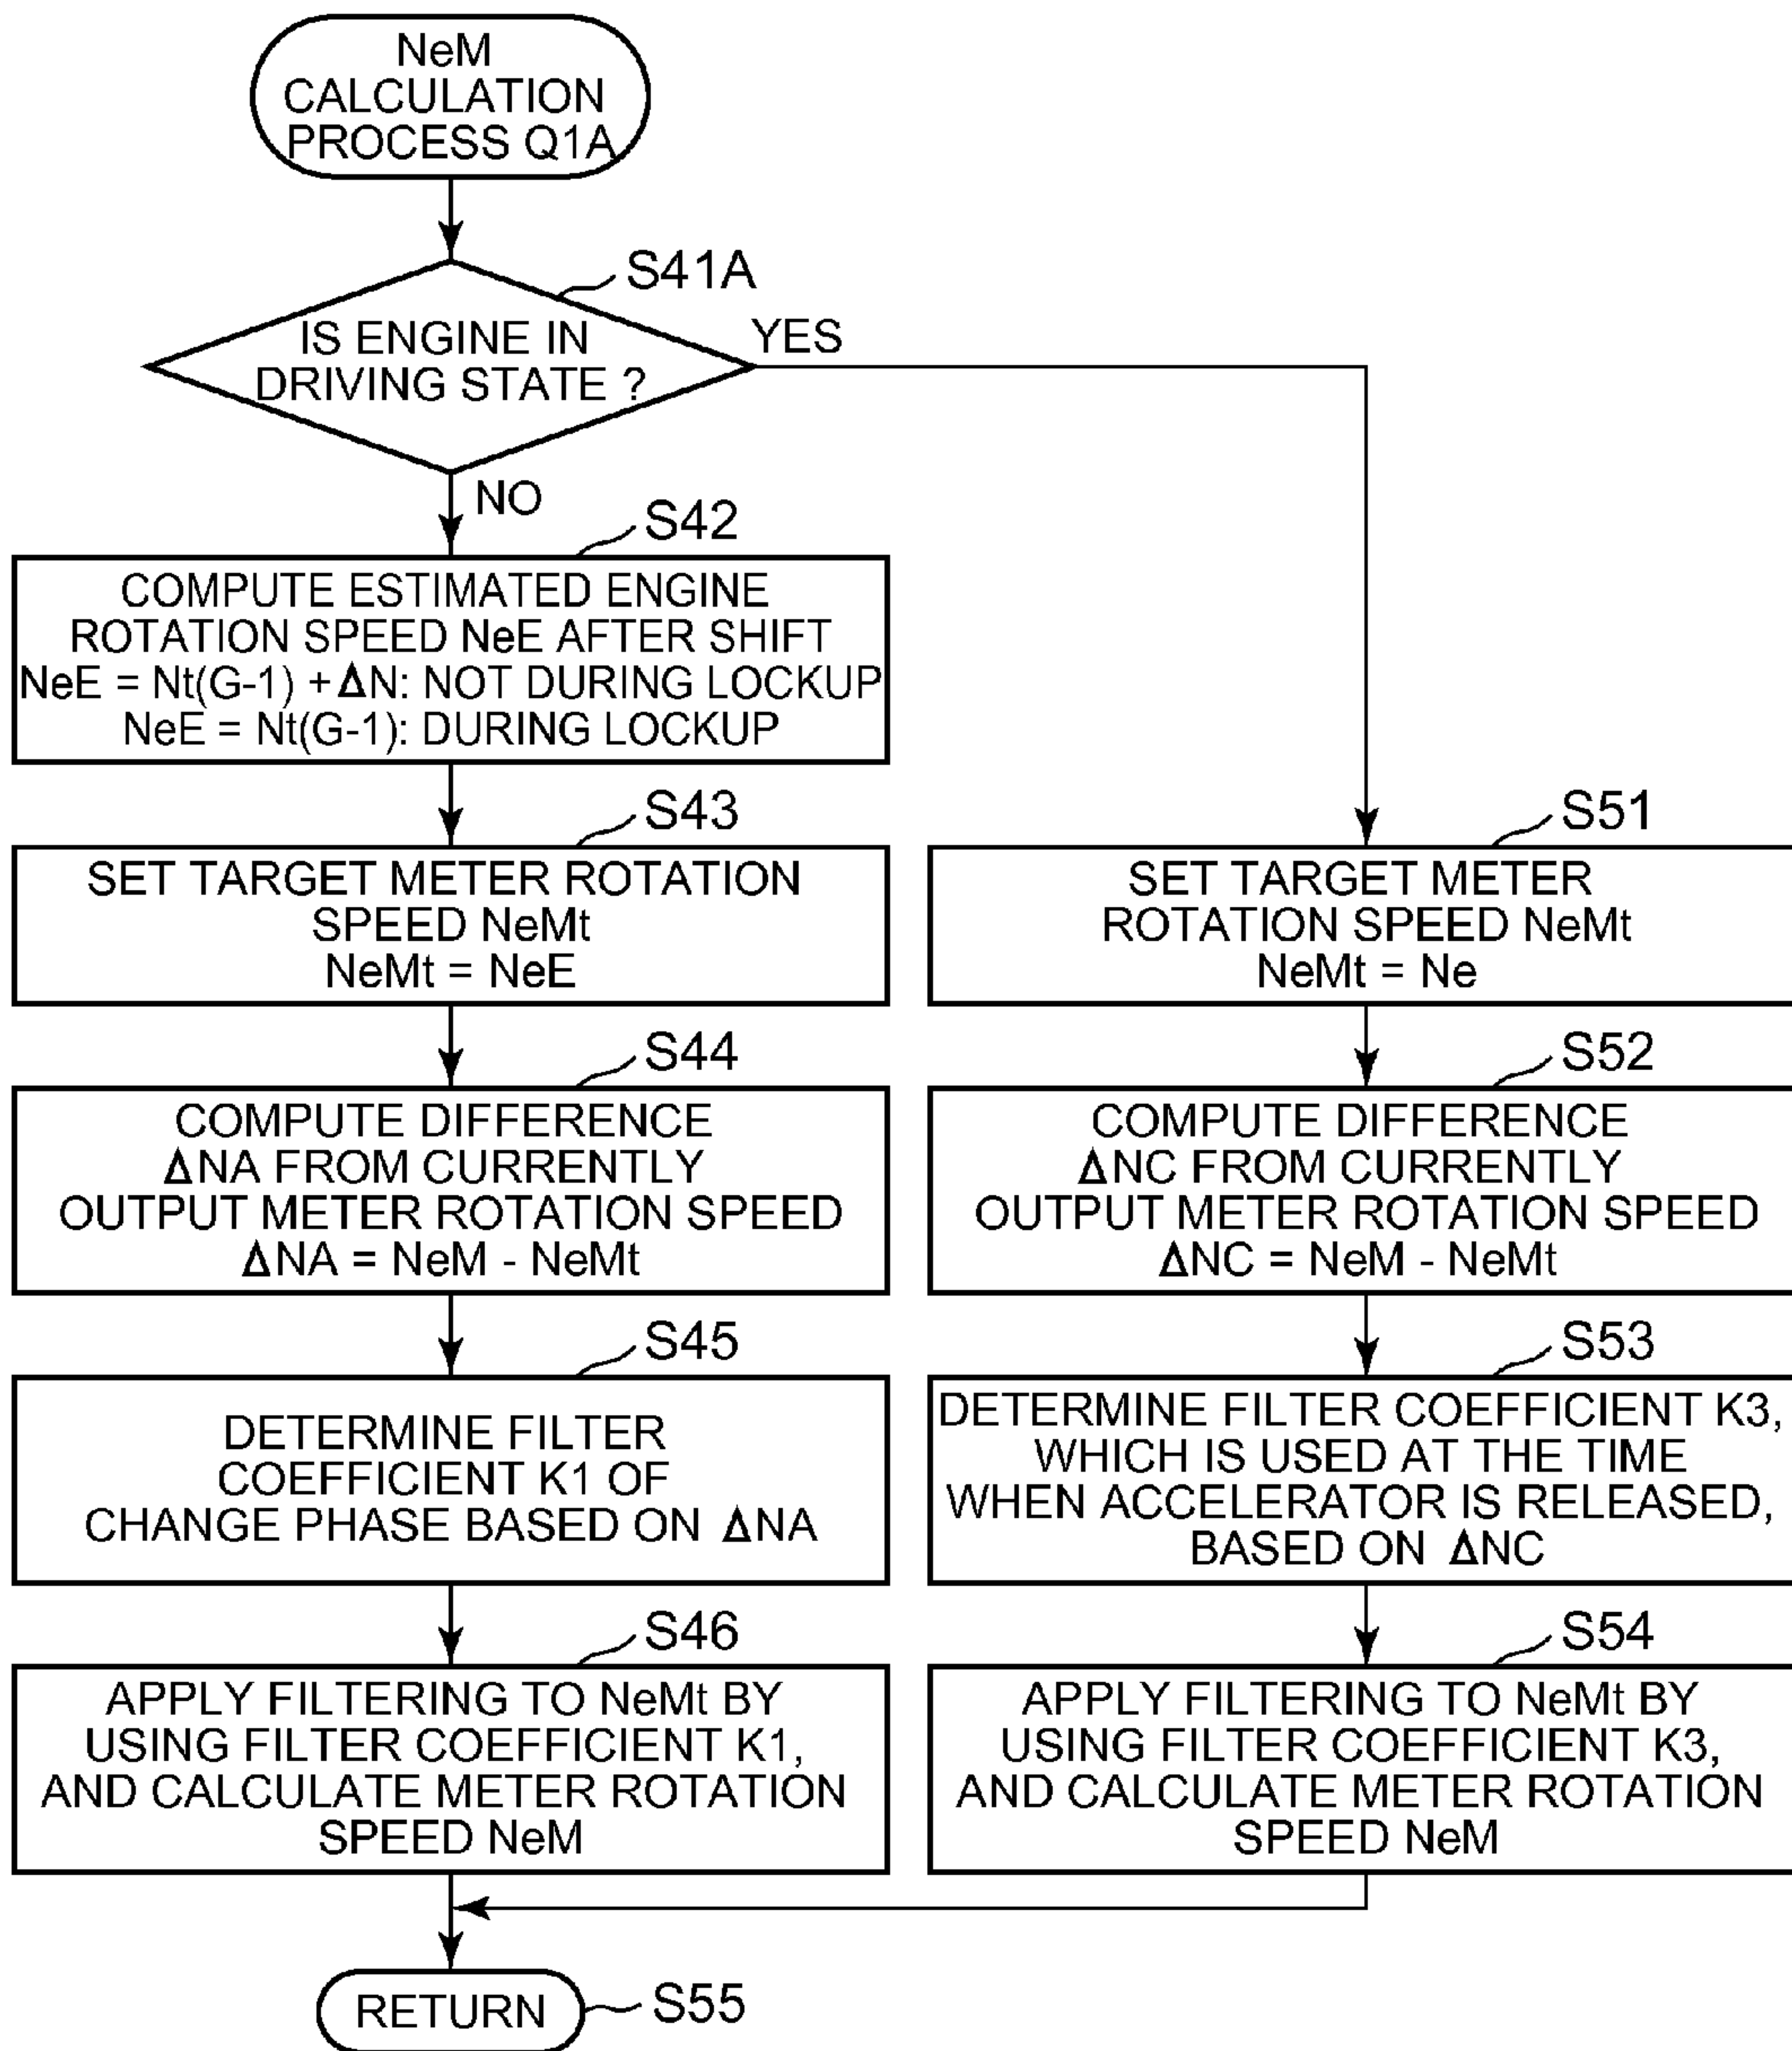 NeM
CALCULATION
PROCESS Q1A
S41A
IS ENGINE IN
DRIVING STATE ?
YES
NO
S42
COMPUTE ESTIMATED ENGINE
ROTATION SPEED NeE AFTER SHIFT
NeE = Nt(G-1) + ΔN: NOT DURING LOCKUP
NeE = Nt(G-1): DURING LOCKUP
S43
SET TARGET METER ROTATION
SPEED NeMt
NeMt = NeE
S44
COMPUTE DIFFERENCE
ΔNA FROM CURRENTLY
OUTPUT METER ROTATION SPEED
ΔNA = NeM - NeMt
S45
DETERMINE FILTER
COEFFICIENT K1 OF
CHANGE PHASE BASED ON ΔNA
S46
APPLY FILTERING TO NeMt BY
USING FILTER COEFFICIENT K1,
AND CALCULATE METER ROTATION
SPEED NeM
S51
SET TARGET METER
ROTATION SPEED NeMt
NeMt = Ne
S52
COMPUTE DIFFERENCE
ΔNC FROM CURRENTLY
OUTPUT METER ROTATION SPEED
ΔNC = NeM - NeMt
S53
DETERMINE FILTER COEFFICIENT K3,
WHICH IS USED AT THE TIME
WHEN ACCELERATOR IS RELEASED,
BASED ON ΔNC
S54
APPLY FILTERING TO NeMt BY
USING FILTER COEFFICIENT K3,
AND CALCULATE METER ROTATION
SPEED NeM
RETURN
S55